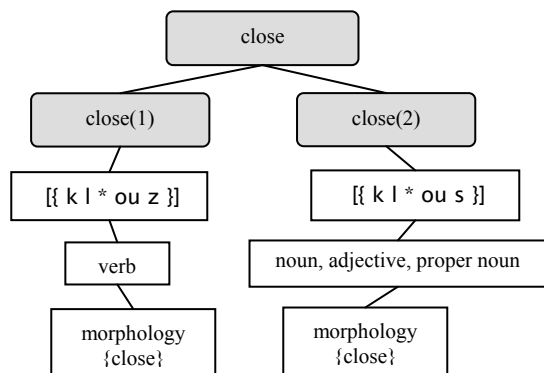 close
close(1)
close(2)
[{ k l * ou z }]
[{ k l * ou s }]
verb
noun, adjective, proper noun
morphology
{close}
morphology
{close}